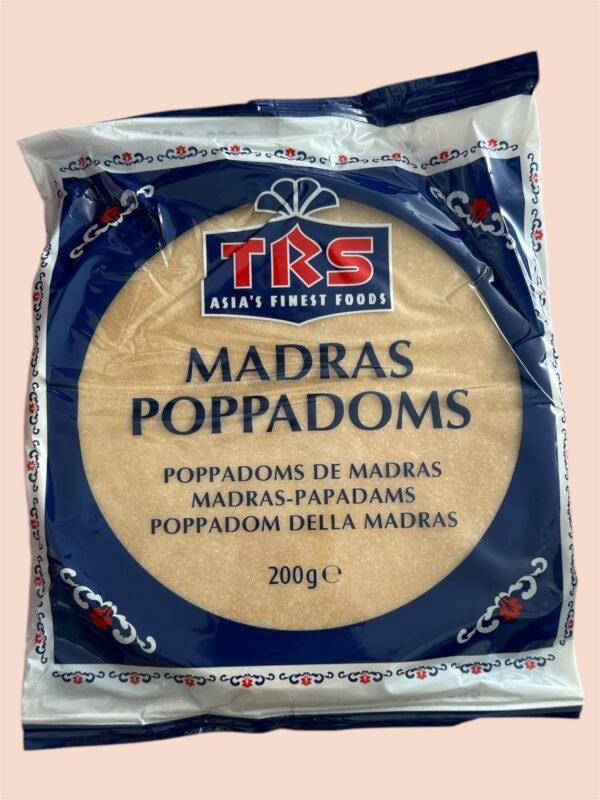 TRS
ASIA'S FINEST FOODS
MADRAS
POPPADOMS
POPPADOMS DE MADRAS
MADRAS-PAPADAMS
POPPADOM DELLA MADRAS
200g℮